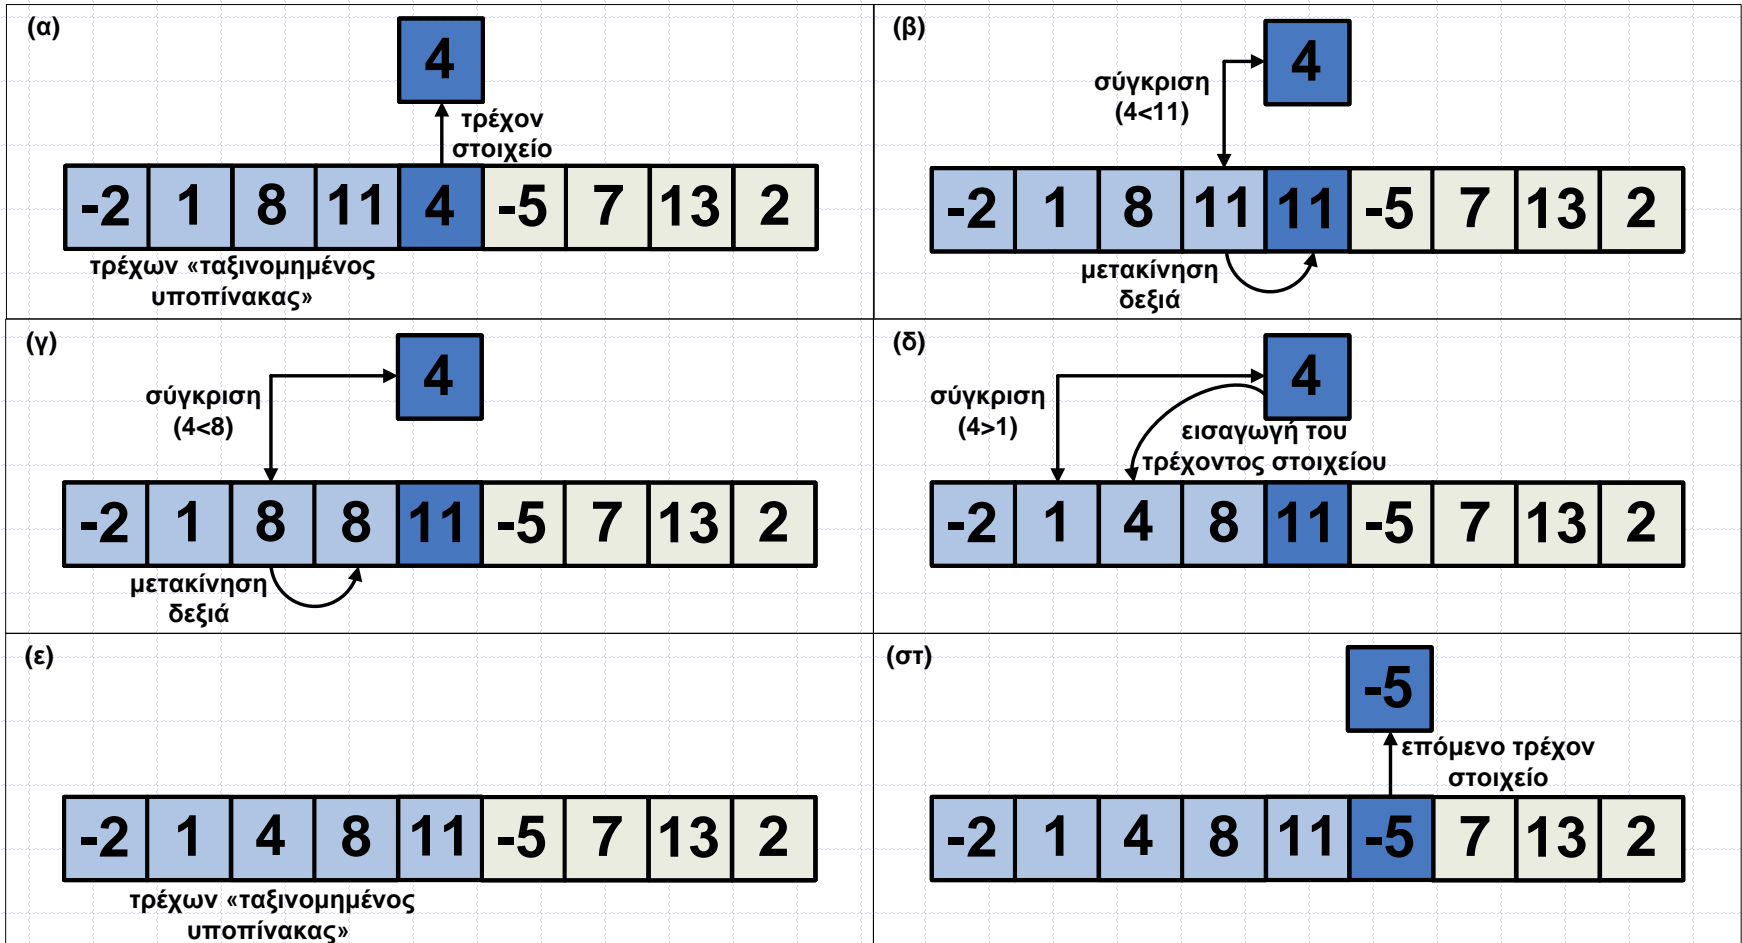 (α)
4
τρέχον
στοιχείο
-2 1 8 11 4 -5 7 13 2
τρέχων «ταξινομημένος
υποπίνακας»
(β)
4
σύγκριση
(4<11)
-2 1 8 11 11 -5 7 13 2
μετακίνηση
δεξιά
(γ)
4
σύγκριση
(4<8)
-2 1 8 8 11 -5 7 13 2
μετακίνηση
δεξιά
(δ)
4
σύγκριση
(4>1)
εισαγωγή του
τρέχοντος στοιχείου
-2 1 4 8 11 -5 7 13 2
(ε)
-2 1 4 8 11 -5 7 13 2
τρέχων «ταξινομημένος
υποπίνακας»
(στ)
-5
επόμενο τρέχον
στοιχείο
-2 1 4 8 11 -5 7 13 2